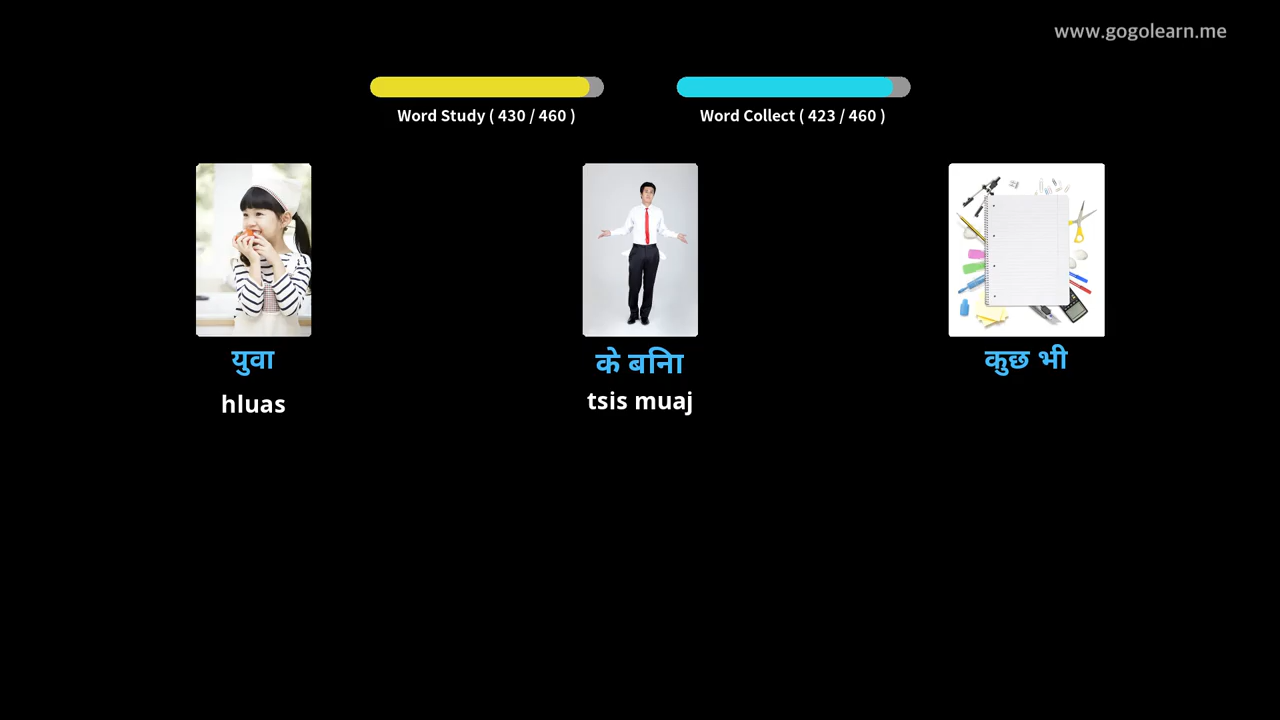 www.gogolearn.me
Word Study ( 430 / 460 )
Word Collect ( 423 / 460 )
युवा
के बिना
कुछ भी
hluas
tsis muaj